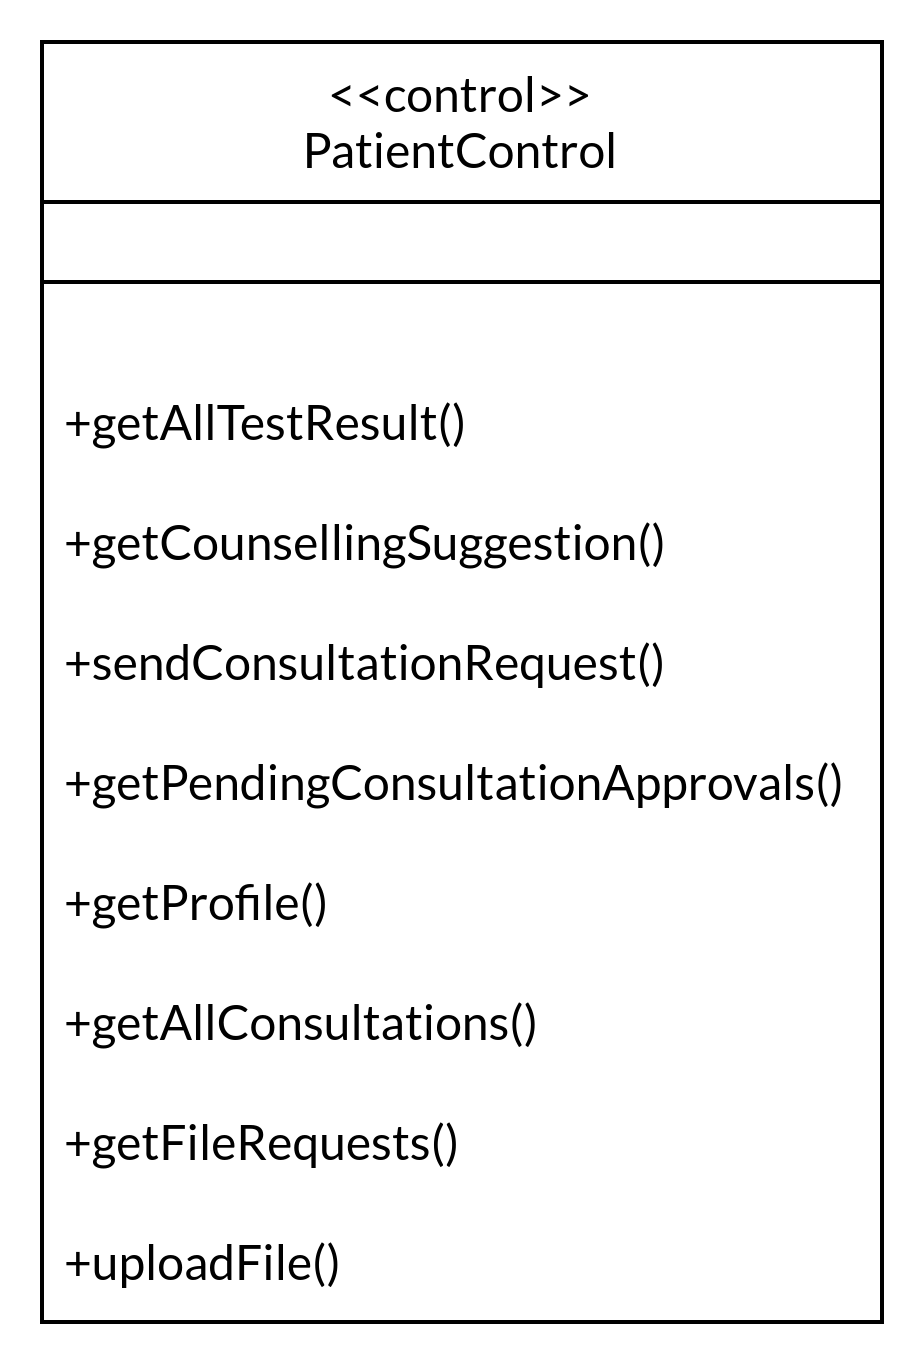 <<control>>
PatientControl
+getAllTestResult()
+getCounsellingSuggestion()
+sendConsultationRequest()
+getPendingConsultationApprovals()
+getProfile()
+getAllConsultations()
+getFileRequests()
+uploadFile()